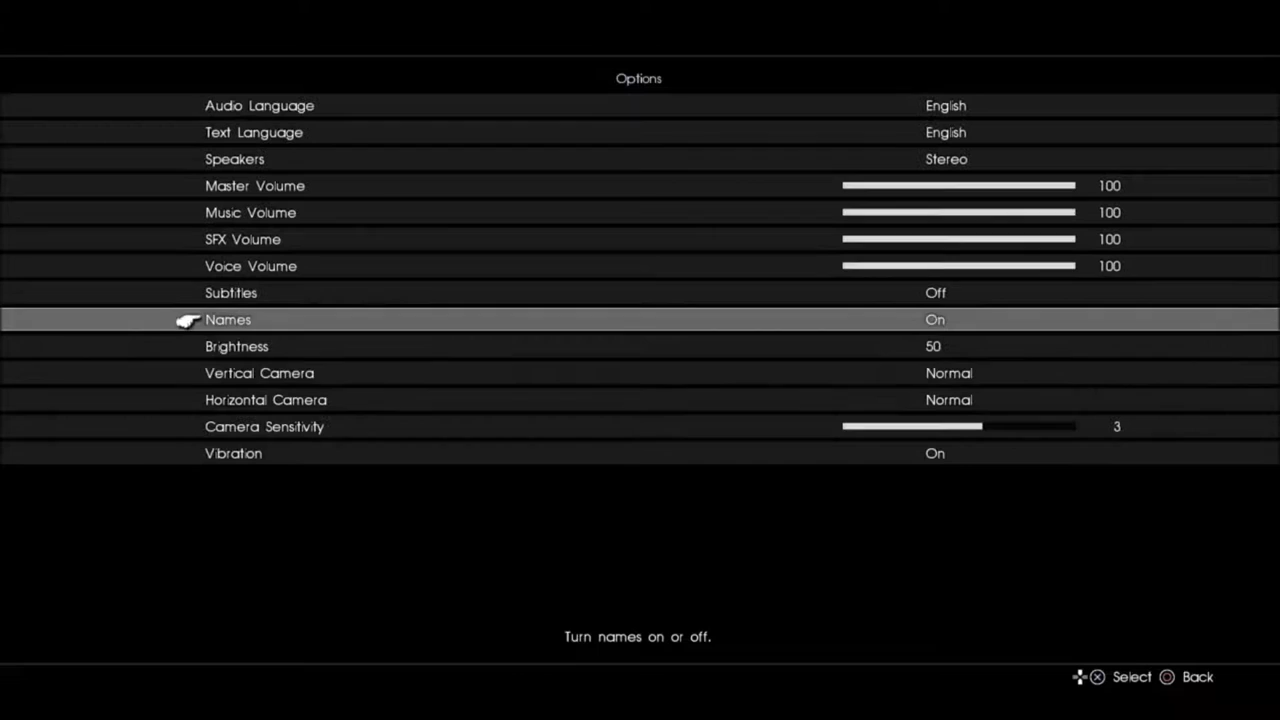 Options
Audio Language English
Text Language English
Speakers Stereo
Master Volume 100
Music Volume 100
SFX Volume 100
Voice Volume 100
Subtitles Off
Names On
Brightness 50
Vertical Camera Normal
Horizontal Camera Normal
Camera Sensitivity 3
Vibration On
Turn names on or off.
Select Back